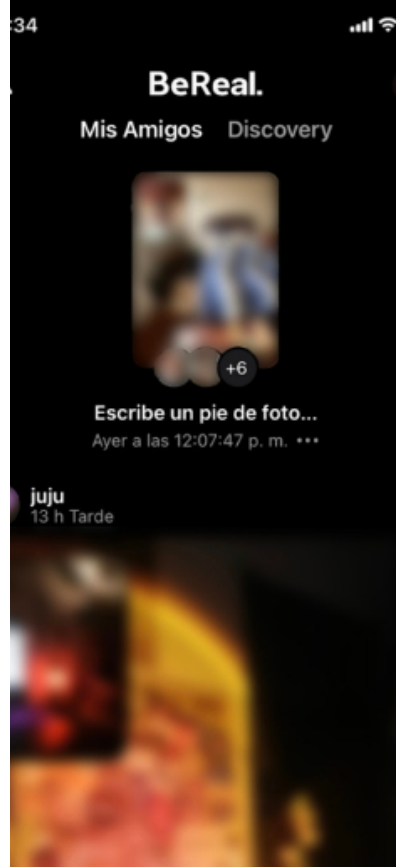 :34
BeReal.
Mis Amigos Discovery
+6
Escribe un pie de foto...
Ayer a las 12:07:47 p. m. •••
juju
13 h Tarde